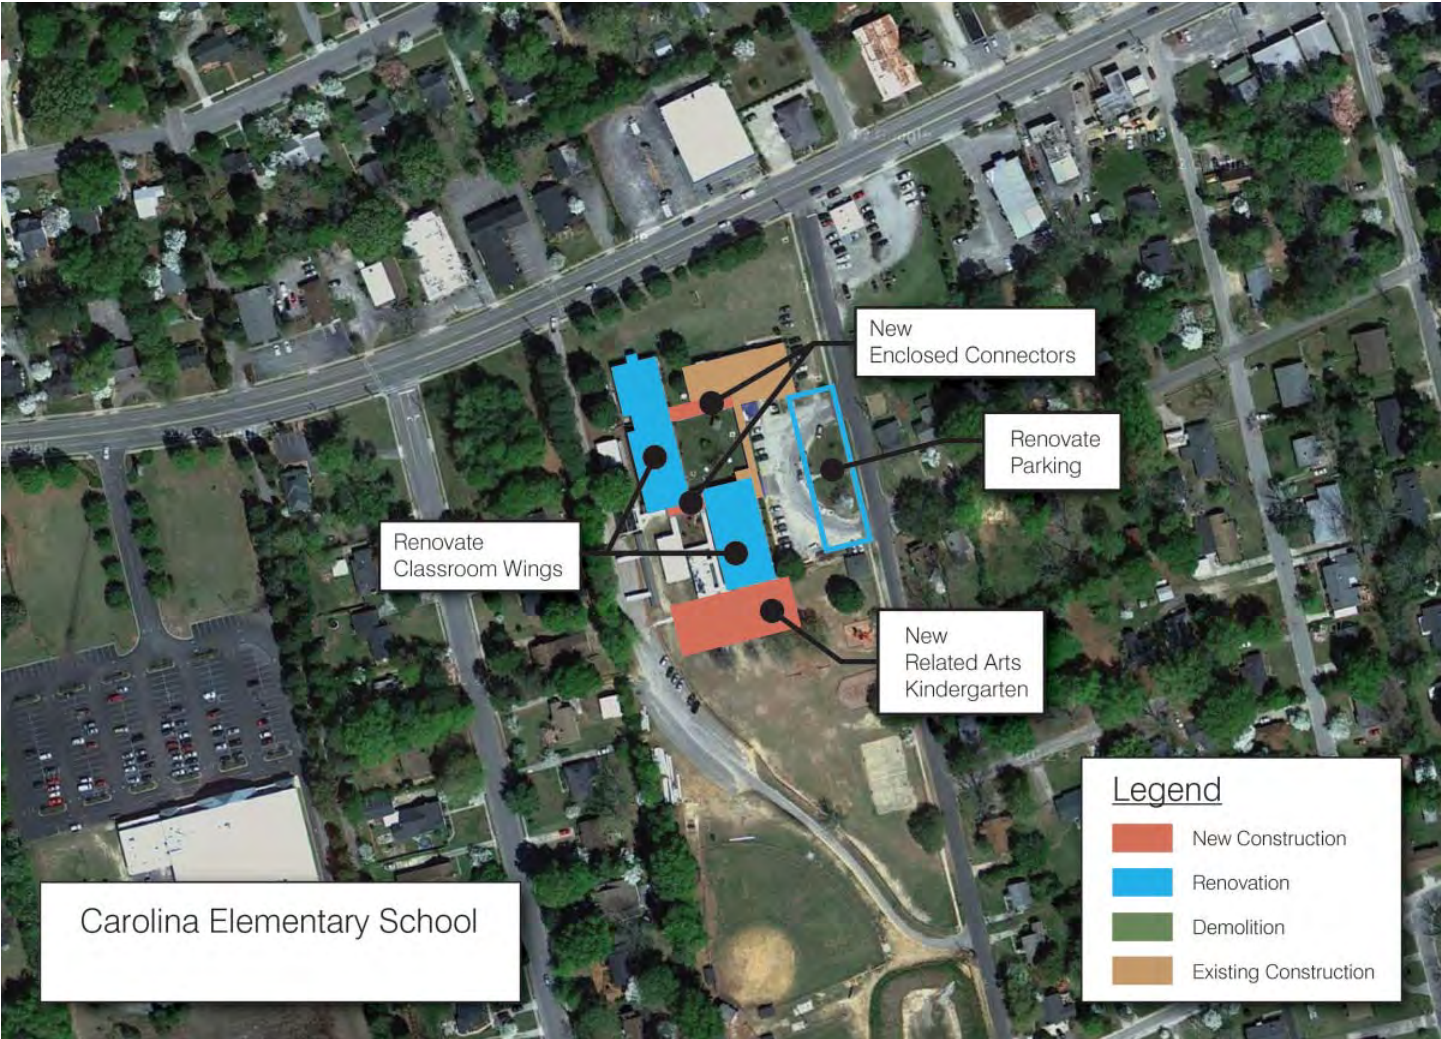 New
Enclosed Connectors
Renovate
Parking
Renovate
Classroom Wings
New
Related Arts
Kindergarten
Legend
New Construction
Renovation
Demolition
Existing Construction
Carolina Elementary School